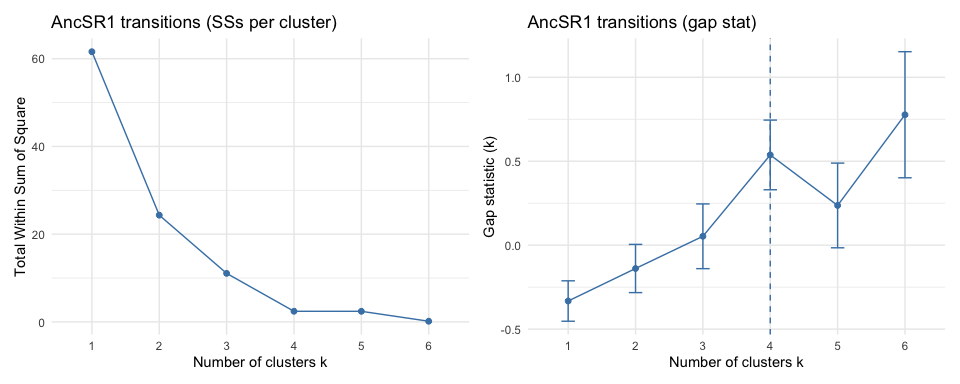 AncSR1 transitions (SSs per cluster)
Total Within Sum of Square
60
40
20
0
1 2 3 4 5 6
Number of clusters k
AncSR1 transitions (gap stat)
Gap statistic (k)
1.0
0.5
0.0
-0.5
1 2 3 4 5 6
Number of clusters k